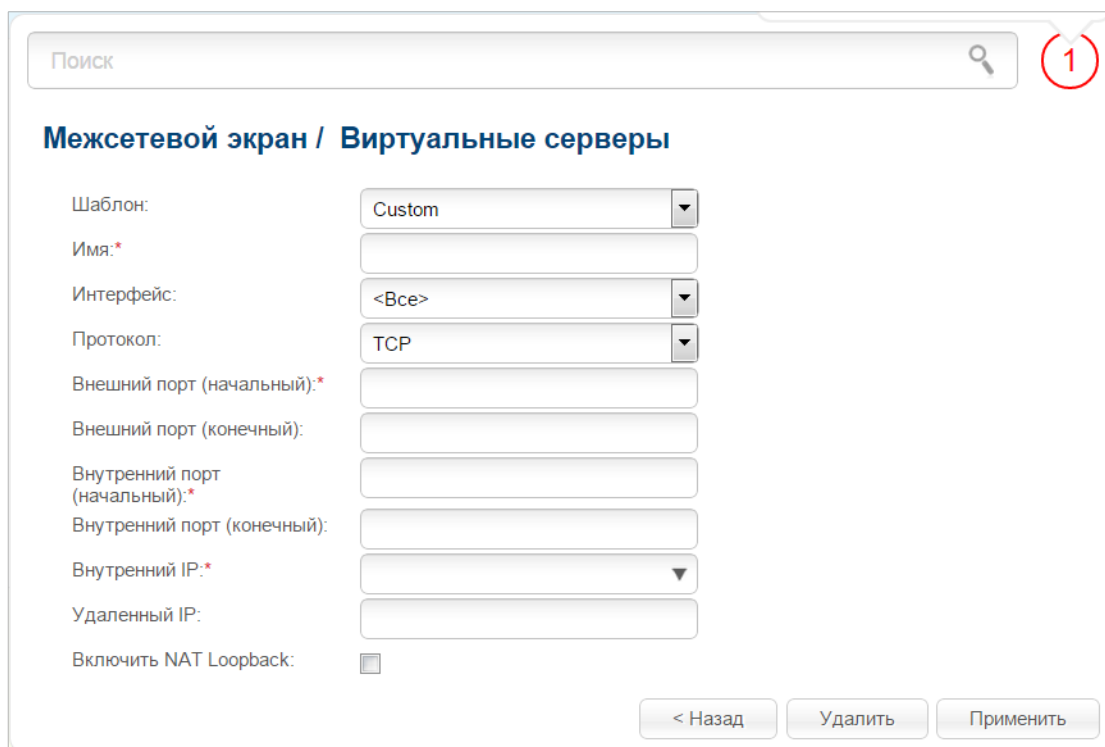 Поиск
1
Межсетевой экран / Виртуальные серверы
Шаблон:
Custom
Имя:*
Интерфейс:
<Все>
Протокол:
TCP
Внешний порт (начальный):*
Внешний порт (конечный):
Внутренний порт
(начальный):*
Внутренний порт (конечный):
Внутренний IP:*
Удаленный IP:
Включить NAT Loopback:
< Назад
Удалить
Применить